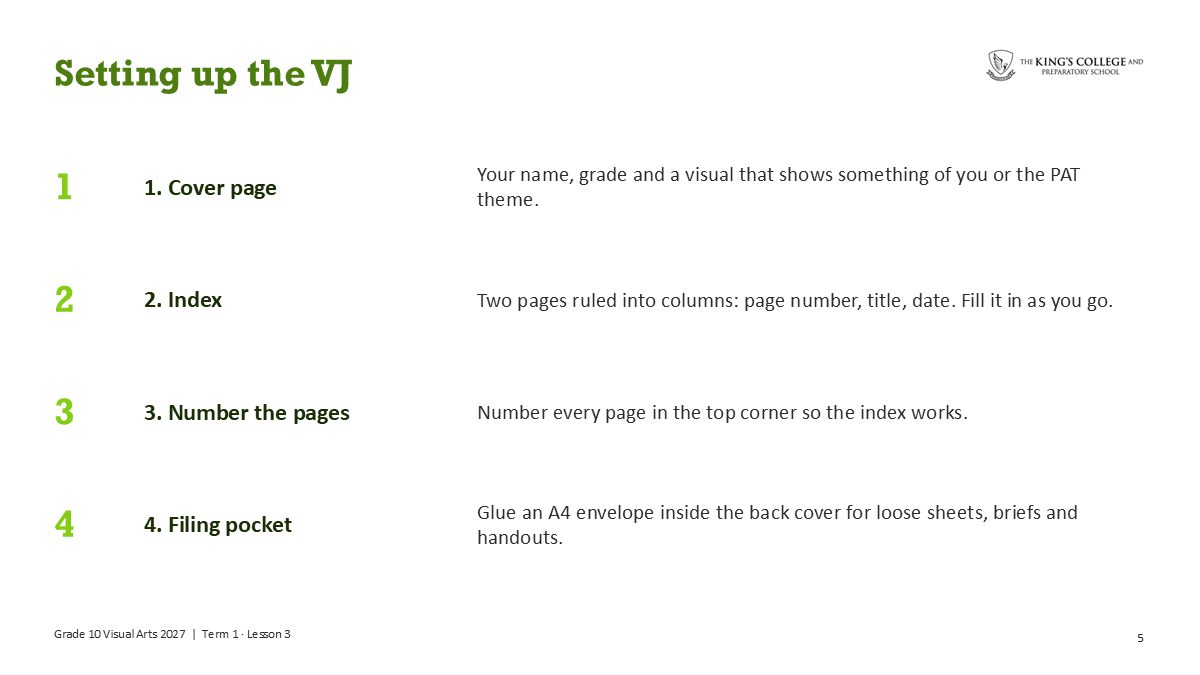 Setting up the VJ
THE KING'S COLLEGE AND
PREPARATORY SCHOOL
1
1. Cover page
Your name, grade and a visual that shows something of you or the PAT
theme.
2
2. Index
Two pages ruled into columns: page number, title, date. Fill it in as you go.
3
3. Number the pages
Number every page in the top corner so the index works.
4
4. Filing pocket
Glue an A4 envelope inside the back cover for loose sheets, briefs and
handouts.
Grade 10 Visual Arts 2027 | Term 1 · Lesson 3
5